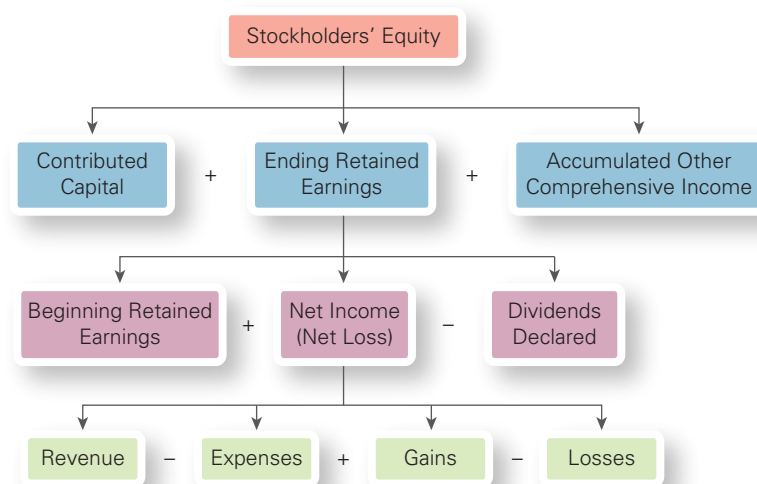 Stockholders' Equity
Contributed
Capital
+
Ending Retained
Earnings
+
Accumulated Other
Comprehensive Income
Beginning Retained
Earnings
+
Net Income
(Net Loss)
–
Dividends
Declared
Revenue
–
Expenses
+
Gains
–
Losses